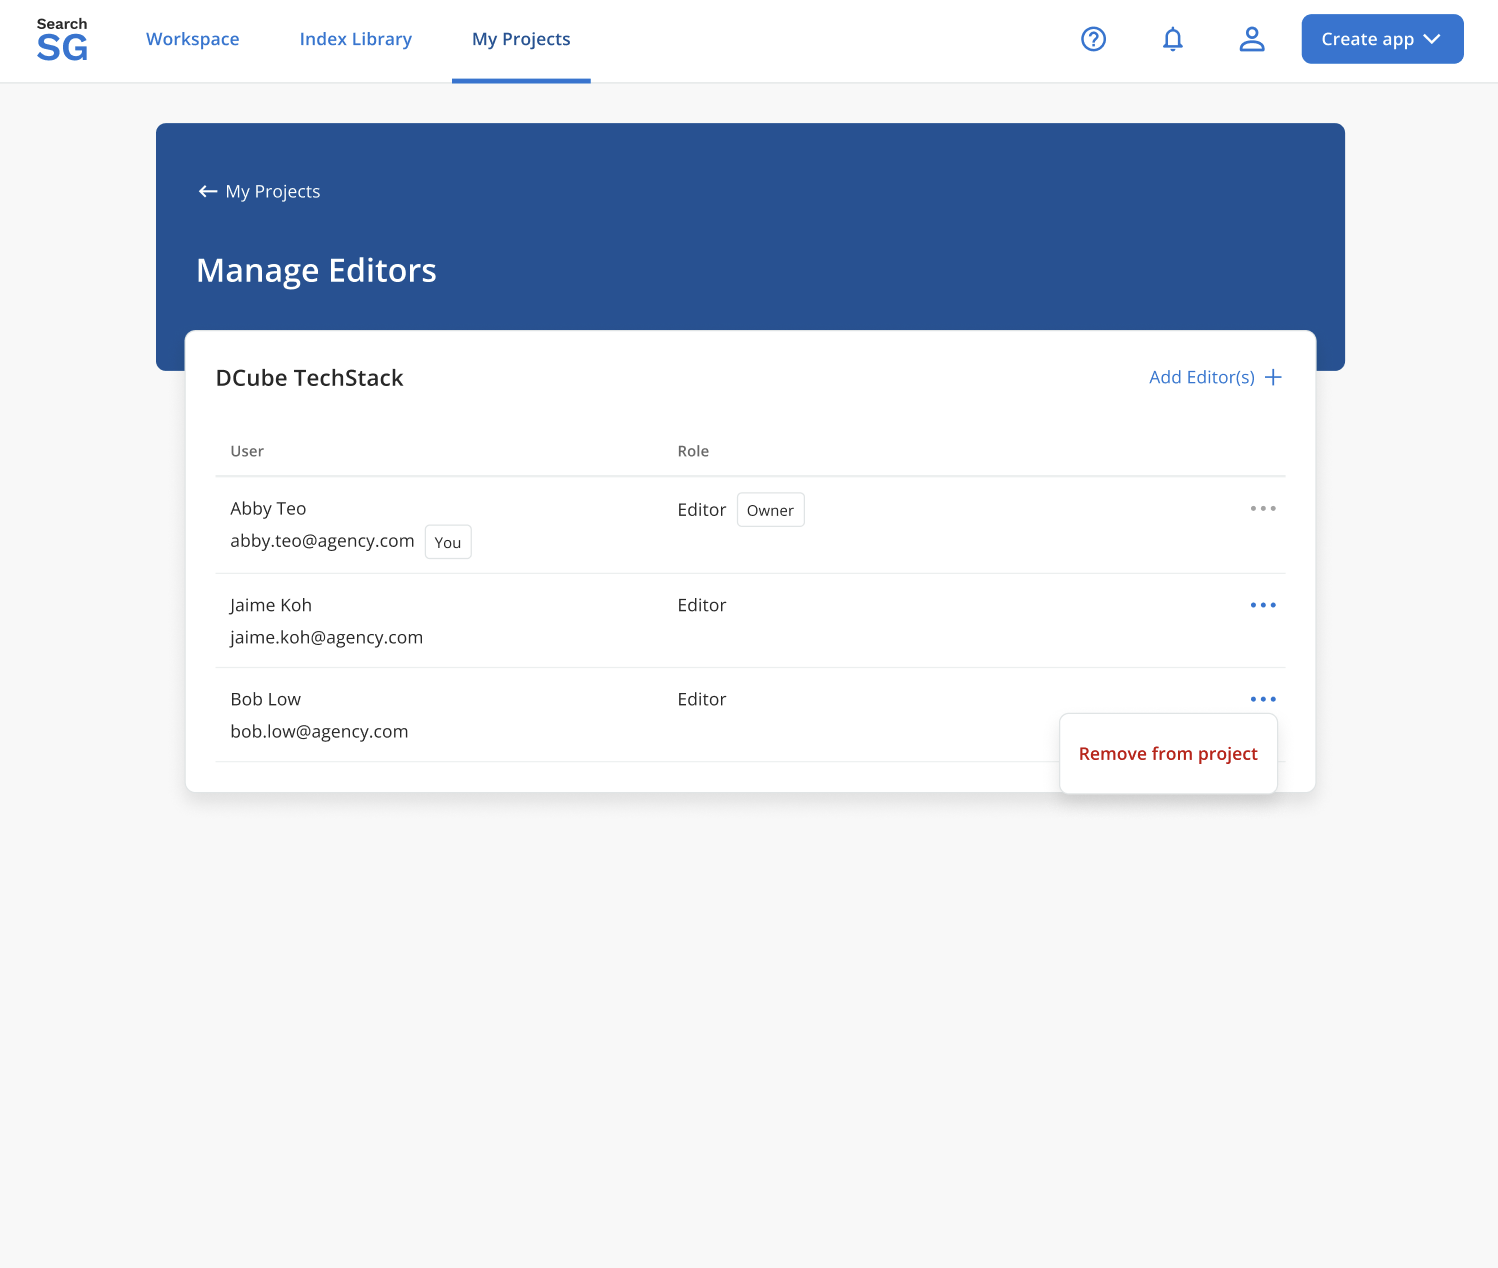 Search
SG
Workspace
Index Library
My Projects
Create app
My Projects
Manage Editors
DCube TechStack
Add Editor(s)
User
Role
Abby Teo
Editor
Owner
abby.teo@agency.com
You
Jaime Koh
Editor
jaime.koh@agency.com
Bob Low
Editor
bob.low@agency.com
Remove from project